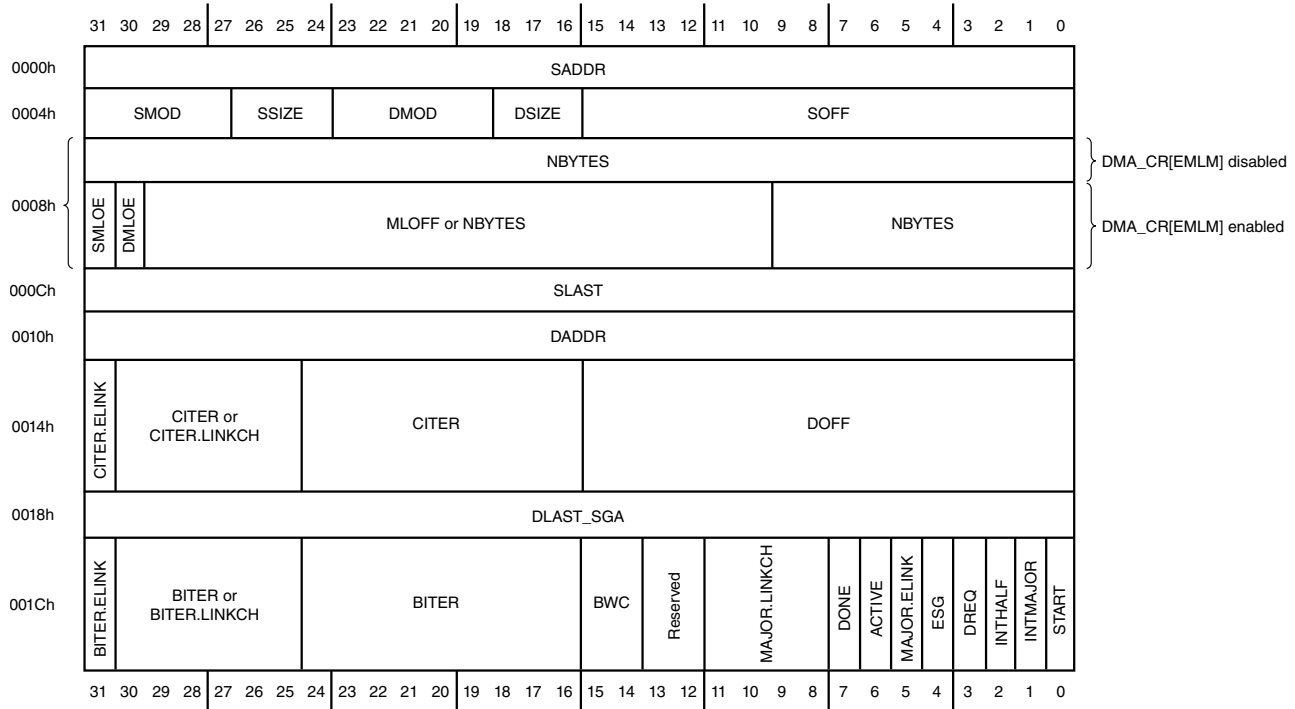 31 30 29 28 27 26 25 24 23 22 21 20 19 18 17 16 15 14 13 12 11 10 9 8 7 6 5 4 3 2 1 0
0000h SADDR
0004h SMOD SSIZE DMOD DSIZE SOFF
NBYTES DMA_CR[EMLM] disabled
0008h SMLOE DMLOE MLOFF or NBYTES NBYTES DMA_CR[EMLM] enabled
000Ch SLAST
0010h DADDR
0014h CITER.ELINK CITER or
CITER.LINKCH CITER DOFF
0018h DLAST_SGA
001Ch BITER.ELINK BITER or
BITER.LINKCH BITER BWC Reserved MAJOR.LINKCH DONE ACTIVE MAJOR.ELINK ESG DREQ INTHALF INTMAJOR START
31 30 29 28 27 26 25 24 23 22 21 20 19 18 17 16 15 14 13 12 11 10 9 8 7 6 5 4 3 2 1 0